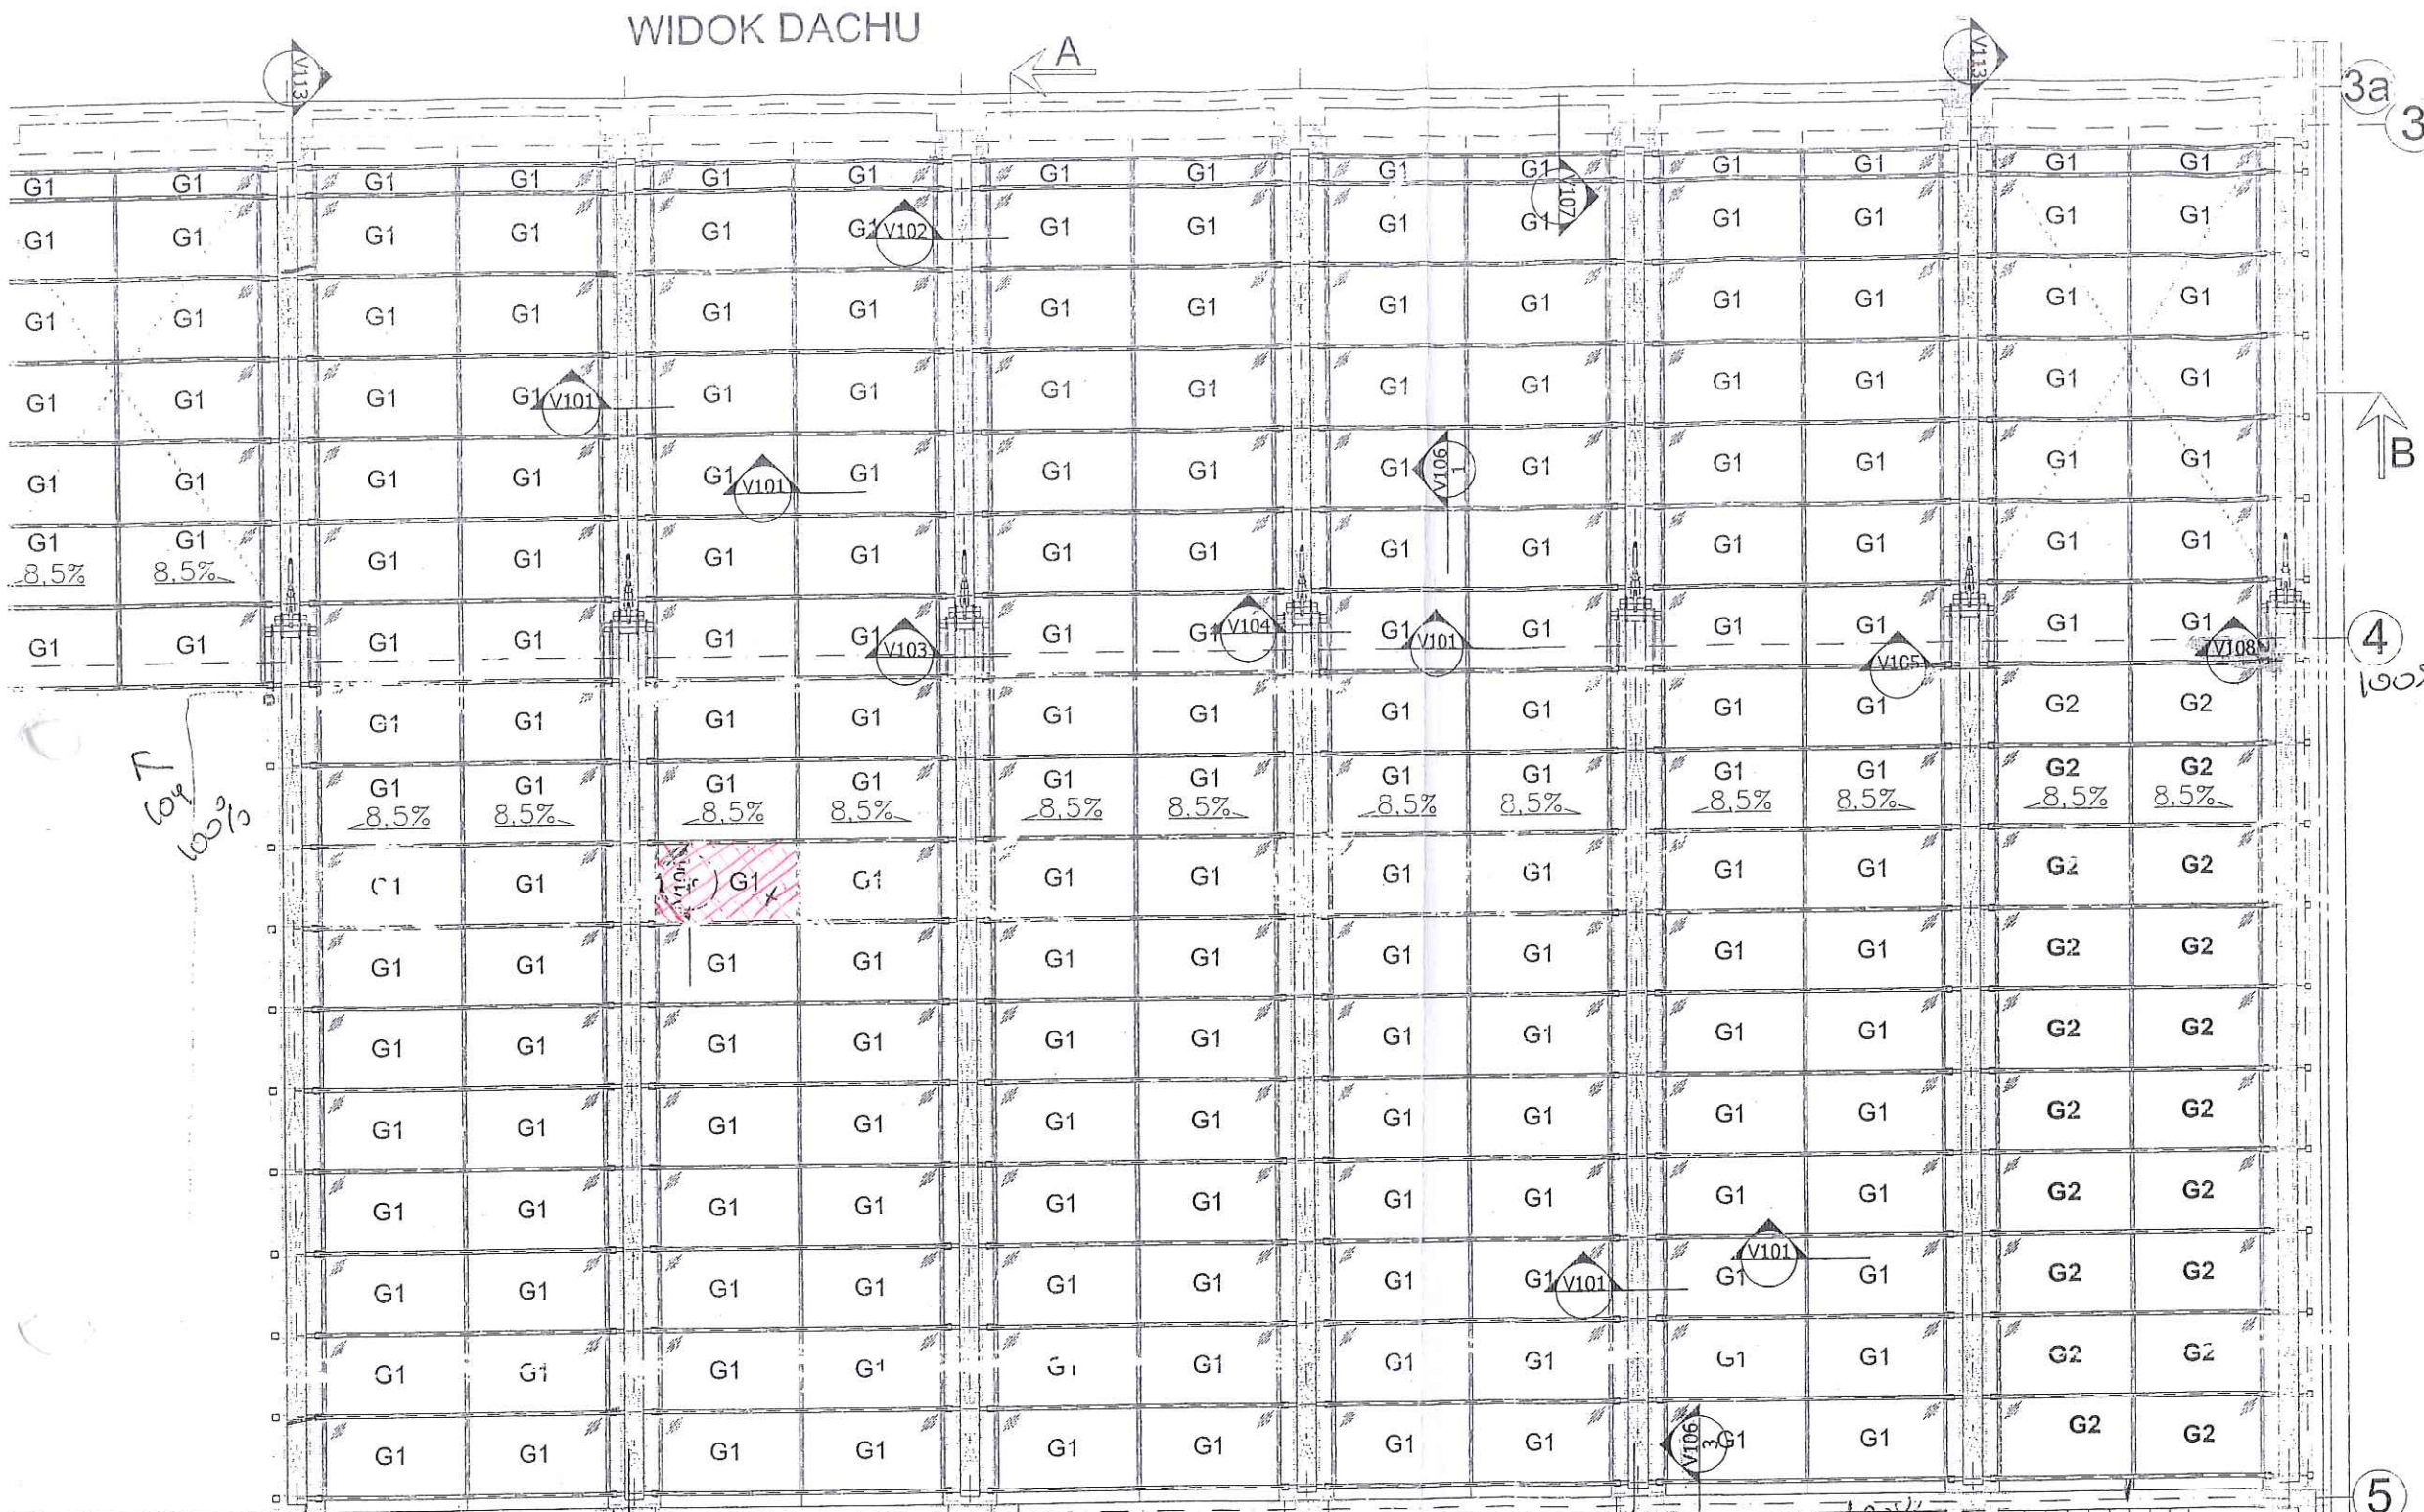 WIDOK DACHU
A
V113 V113
3a
3
G1 G1 G1 G1 G1 G1 G1 G1 G1 G1 G1 G1 G1 G1
V107
G1 G1 G1 G1 G1 G1 V102 G1 G1 G1 G1 G1 G1 G1 G1
G1 G1 G1 G1 G1 G1 G1 G1 G1 G1 G1 G1 G1 G1
G1 G1 G1 G1 V101 G1 G1 G1 G1 G1 G1 G1 G1 G1 G1
B
G1 G1 G1 G1 G1 V101 G1 G1 G1 G1 V106 1 G1 G1 G1 G1 G1
G1 G1 G1 G1 G1 G1 G1 G1 G1 G1 G1 G1 G1 G1
8,5% 8,5%
G1 G1 G1 G1 G1 G1 V103 G1 G1 V104 G1 V101 G1 G1 G1 V105 G1 G1 V108 4
G1 G1 G1 G1 G1 G1 G1 G1 G1 G1 G2 G2
100%
G1 G1 G1 G1 G1 G1 G1 G1 G1 G1 G2 G2
8,5% 8,5% 8,5% 8,5% 8,5% 8,5% 8,5% 8,5% 8,5% 8,5% 8,5% 8,5%
G1 G1 G1 G1 G1 G1 G1 G1 G1 G1 G2 G2
G1 G1 G1 G1 G1 G1 G1 G1 G1 G1 G2 G2
G1 G1 G1 G1 G1 G1 G1 G1 G1 G1 G2 G2
G1 G1 G1 G1 G1 G1 G1 G1 G1 G1 G2 G2
G1 G1 G1 G1 G1 G1 G1 G1 G1 G1 G2 G2
G1 G1 G1 G1 G1 G1 G1 G1 V101 G1 V101 G1 G2 G2
G1 G1 G1 G1 G1 G1 G1 G1 G1 G1 G2 G2
G1 G1 G1 G1 G1 G1 G1 G1 V106 3 G1 G1 G2 G2
5